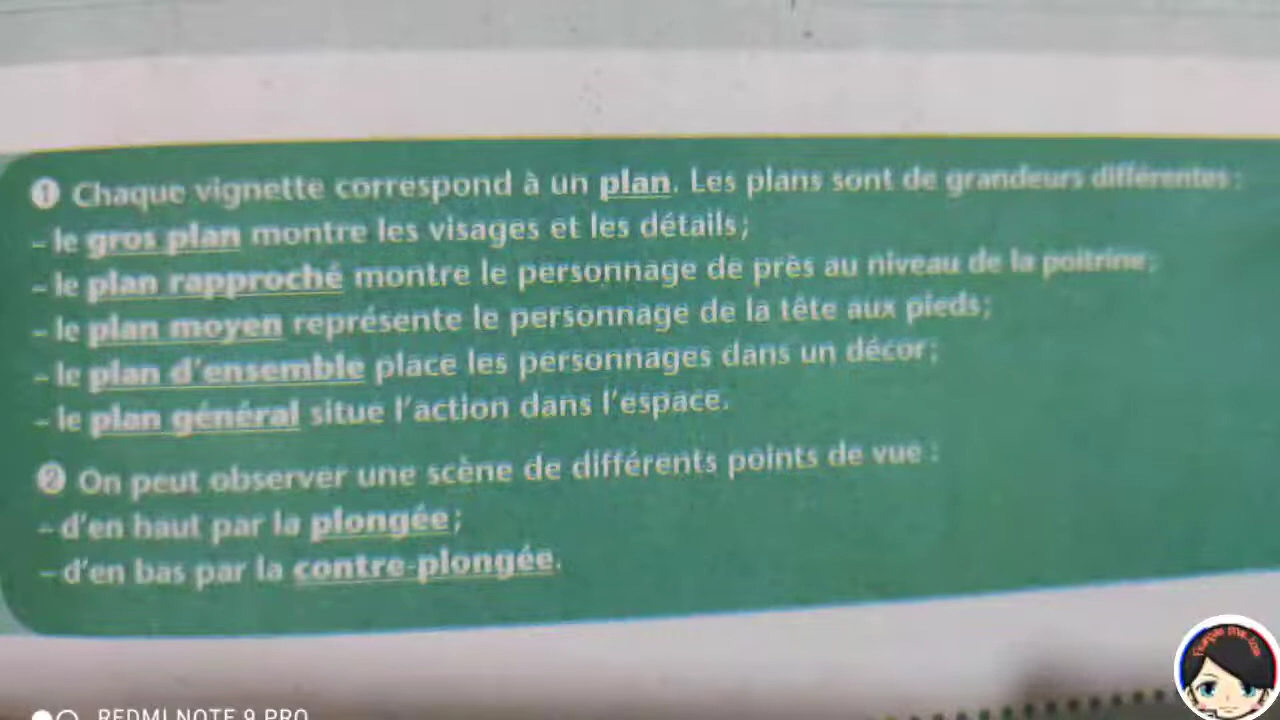 ❶ Chaque vignette correspond à un plan. Les plans sont de grandeurs différentes :
– le gros plan montre les visages et les détails ;
– le plan rapproché montre le personnage de près au niveau de la poitrine ;
– le plan moyen représente le personnage de la tête aux pieds ;
– le plan d'ensemble place les personnages dans un décor ;
– le plan général situe l'action dans l'espace.
❷ On peut observer une scène de différents points de vue :
– d'en haut par la plongée ;
– d'en bas par la contre-plongée.
REDMI NOTE 9 PRO